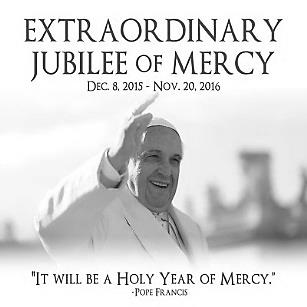 EXTRAORDINARY
JUBILEE OF MERCY
DEC. 8, 2015 - NOV. 20, 2016
"IT WILL BE A HOLY YEAR OF MERCY."
-POPE FRANCIS